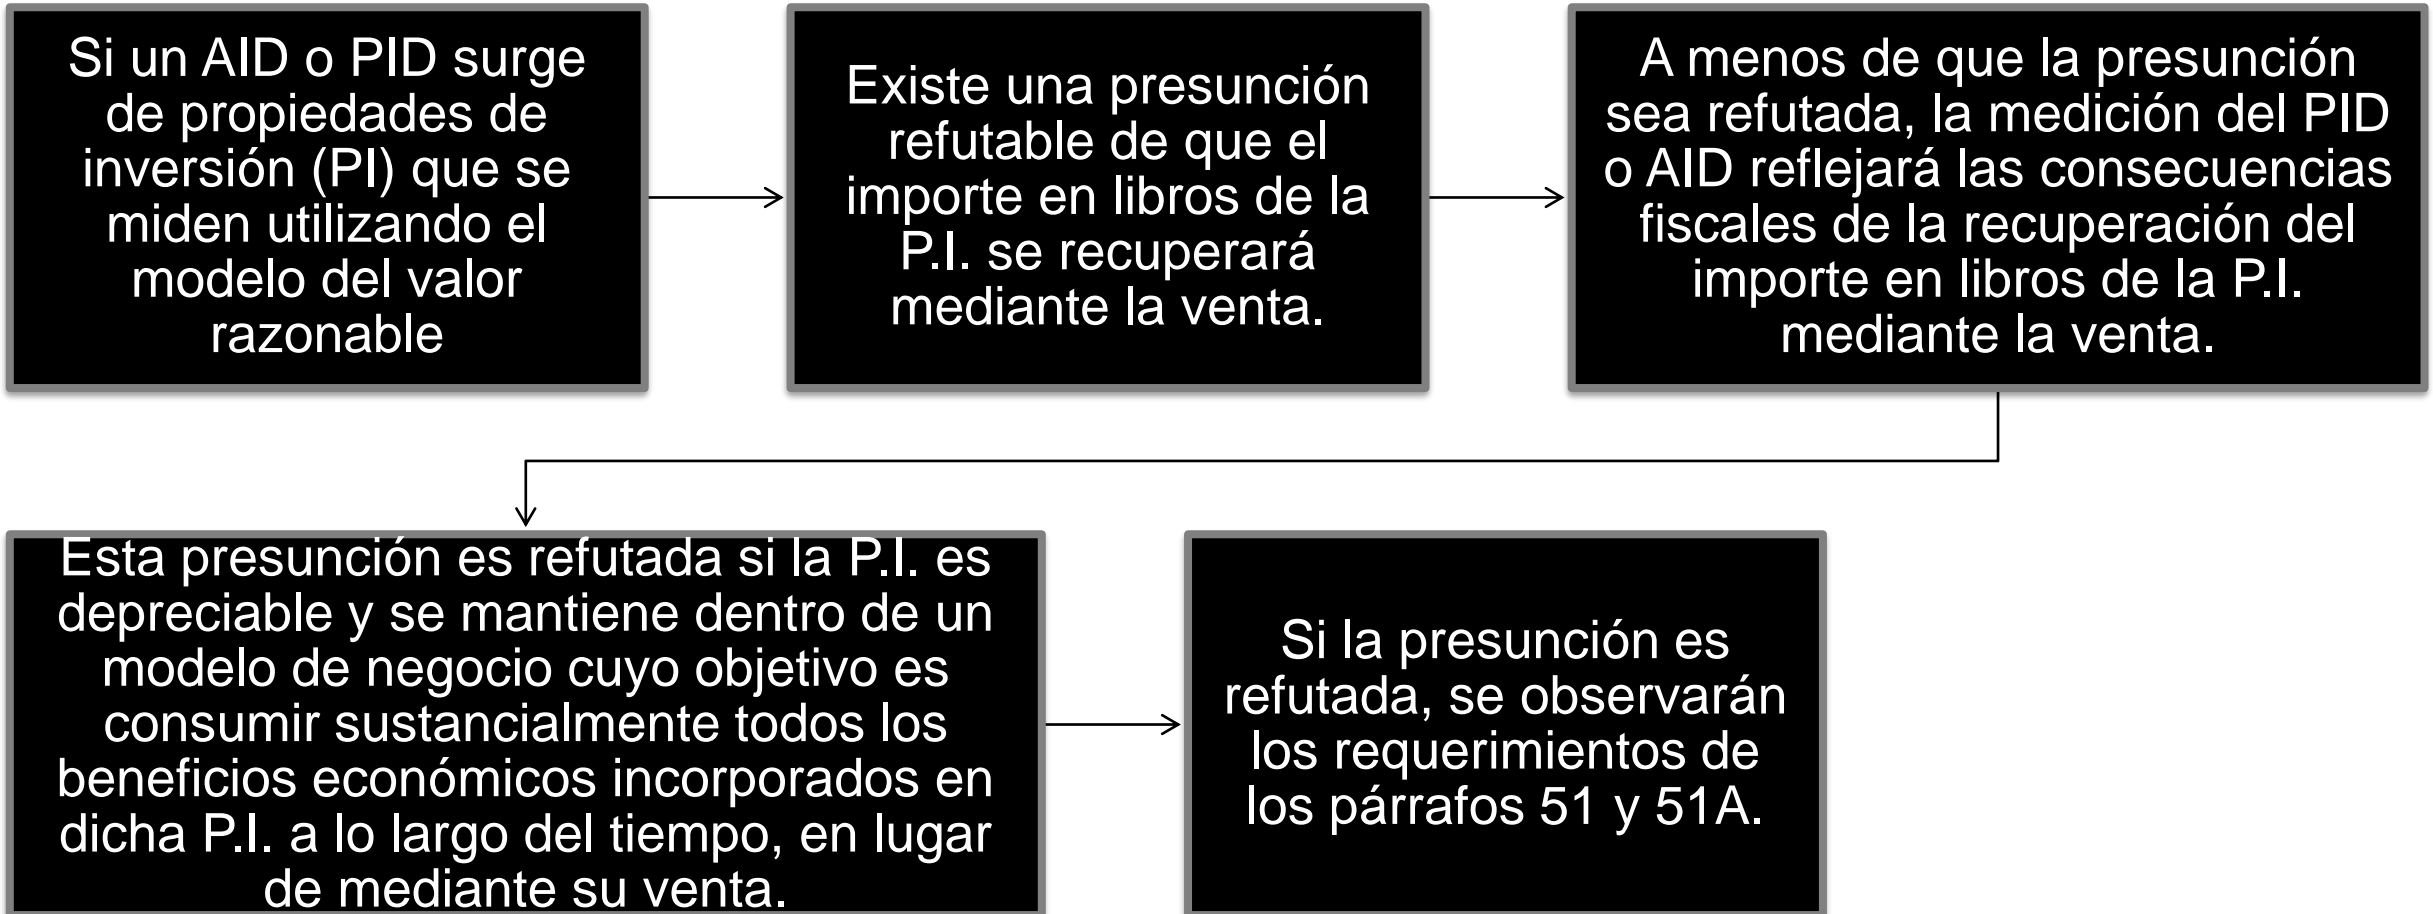 Si un AID o PID surge
de propiedades de
inversión (PI) que se
miden utilizando el
modelo del valor
razonable
Existe una presunción
refutable de que el
importe en libros de la
P.I. se recuperará
mediante la venta.
A menos de que la presunción
sea refutada, la medición del PID
o AID reflejará las consecuencias
fiscales de la recuperación del
importe en libros de la P.I.
mediante la venta.
Esta presunción es refutada si la P.I. es
depreciable y se mantiene dentro de un
modelo de negocio cuyo objetivo es
consumir sustancialmente todos los
beneficios económicos incorporados en
dicha P.I. a lo largo del tiempo, en lugar
de mediante su venta.
Si la presunción es
refutada, se observarán
los requerimientos de
los párrafos 51 y 51A.